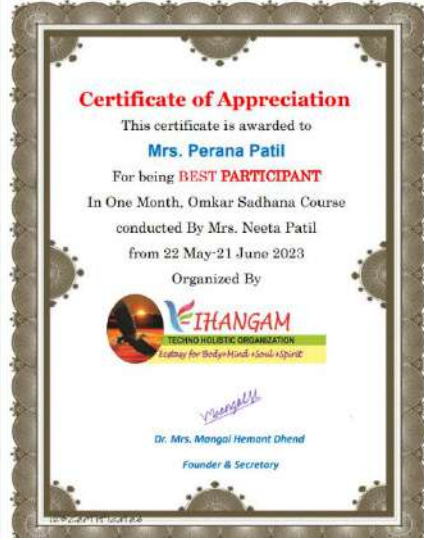 Certificate of Appreciation
This certificate is awarded to
Mrs. Perana Patil
For being BEST PARTICIPANT
In One Month, Omkar Sadhana Course
conducted By Mrs. Neeta Patil
from 22 May-21 June 2023
Organized By
VIHANGAM
TECHNO HOLISTIC ORGANIZATION
Ecstasy for Body+Mind +Soul +Spirit
Dr. Mrs. Mangal Hemant Dhend
Founder & Secretary